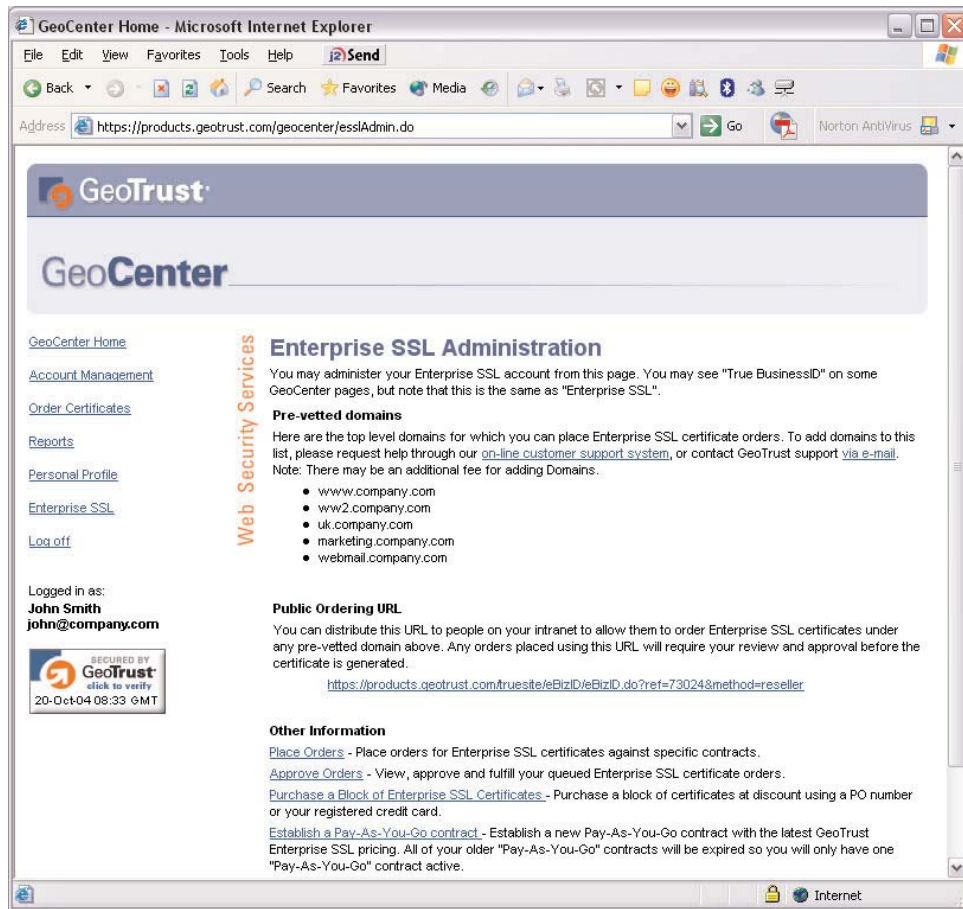 GeoCenter Home - Microsoft Internet Explorer
File Edit View Favorites Tools Help j2 Send
Back Search Favorites Media
Address https://products.geotrust.com/geocenter/esslAdmin.do Go Norton AntiVirus
GeoTrust
GeoCenter
GeoCenter Home
Account Management
Order Certificates
Reports
Personal Profile
Enterprise SSL
Log off
Logged in as:
John Smith
john@company.com
SECURED BY
GeoTrust
click to verify
20-Oct-04 08:33 GMT
Web Security Services
Enterprise SSL Administration
You may administer your Enterprise SSL account from this page. You may see "True BusinessID" on some
GeoCenter pages, but note that this is the same as "Enterprise SSL".
Pre-vetted domains
Here are the top level domains for which you can place Enterprise SSL certificate orders. To add domains to this
list, please request help through our on-line customer support system, or contact GeoTrust support via e-mail.
Note: There may be an additional fee for adding Domains.
• www.company.com
• ww2.company.com
• uk.company.com
• marketing.company.com
• webmail.company.com
Public Ordering URL
You can distribute this URL to people on your intranet to allow them to order Enterprise SSL certificates under
any pre-vetted domain above. Any orders placed using this URL will require your review and approval before the
certificate is generated.
https://products.geotrust.com/truesite/eBizID/eBizID.do?ref=73024&method=reseller
Other Information
Place Orders - Place orders for Enterprise SSL certificates against specific contracts.
Approve Orders - View, approve and fulfill your queued Enterprise SSL certificate orders.
Purchase a Block of Enterprise SSL Certificates - Purchase a block of certificates at discount using a PO number
or your registered credit card.
Establish a Pay-As-You-Go contract - Establish a new Pay-As-You-Go contract with the latest GeoTrust
Enterprise SSL pricing. All of your older "Pay-As-You-Go" contracts will be expired so you will only have one
"Pay-As-You-Go" contract active.
Internet